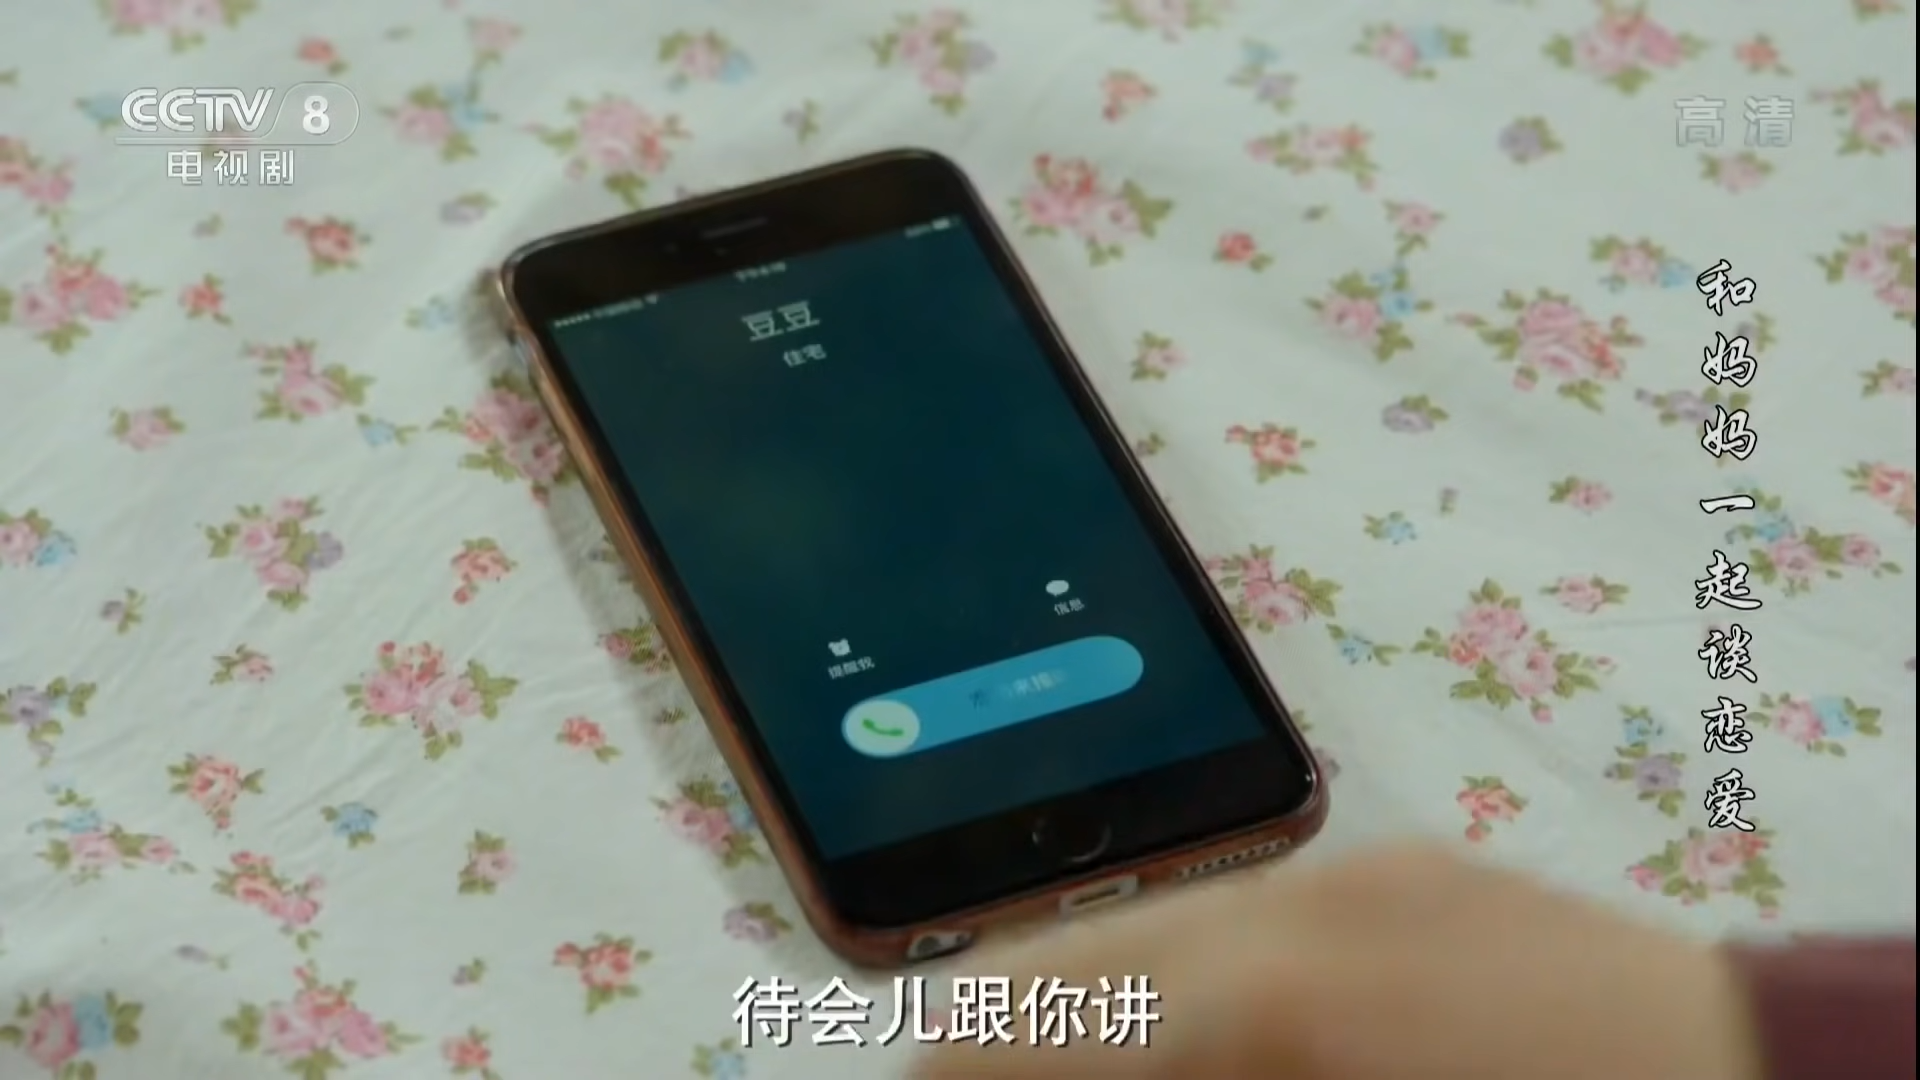 CCTV 8
电视剧
高清
豆豆
住宅
信息
提醒我
和妈妈一起谈恋爱
待会儿跟你讲